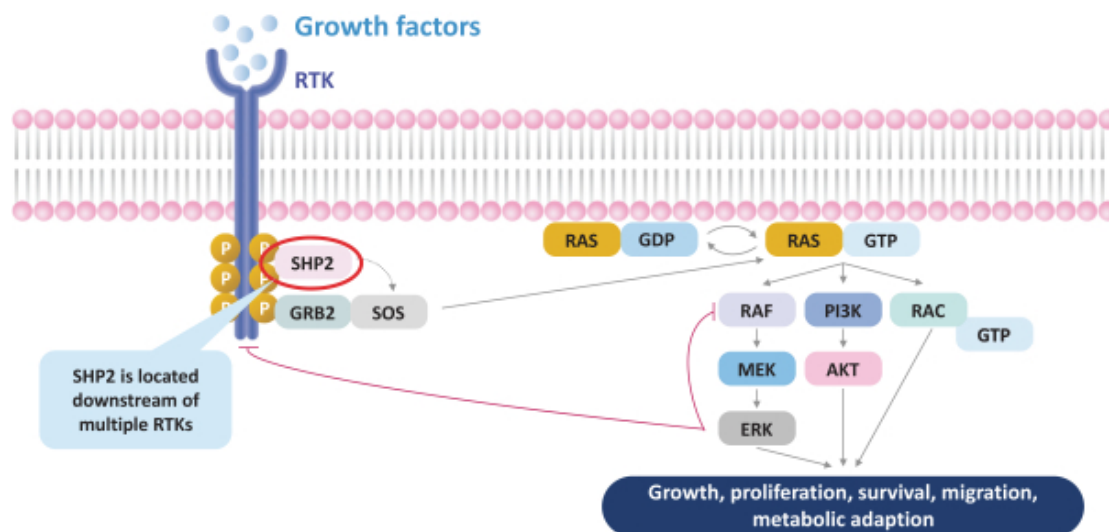 Growth factors
RTK
P P
SHP2
P P
P P
GRB2 SOS
RAS GDP
RAS GTP
RAF PI3K RAC
GTP
MEK AKT
ERK
SHP2 is located
downstream of
multiple RTKs
Growth, proliferation, survival, migration,
metabolic adaption